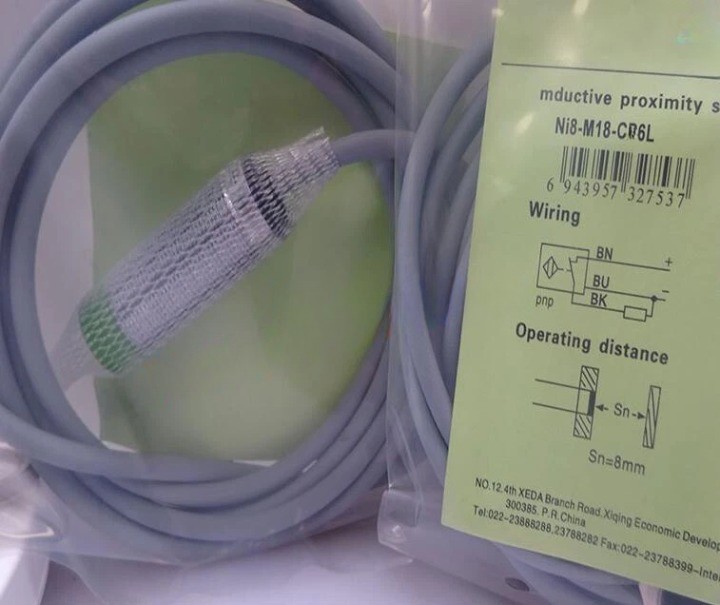 mductive proximity s
Ni8-M18-CP6L
6 943957 327537
Wiring
BN
+
BU
-
BK
pnp
Operating distance
Sn
Sn=8mm
NO.12.4th XEDA Branch Road.Xiqing Economic Develop
300385. P.R.China
Tel:022-23888288,23788282 Fax:022-23788399-Inte